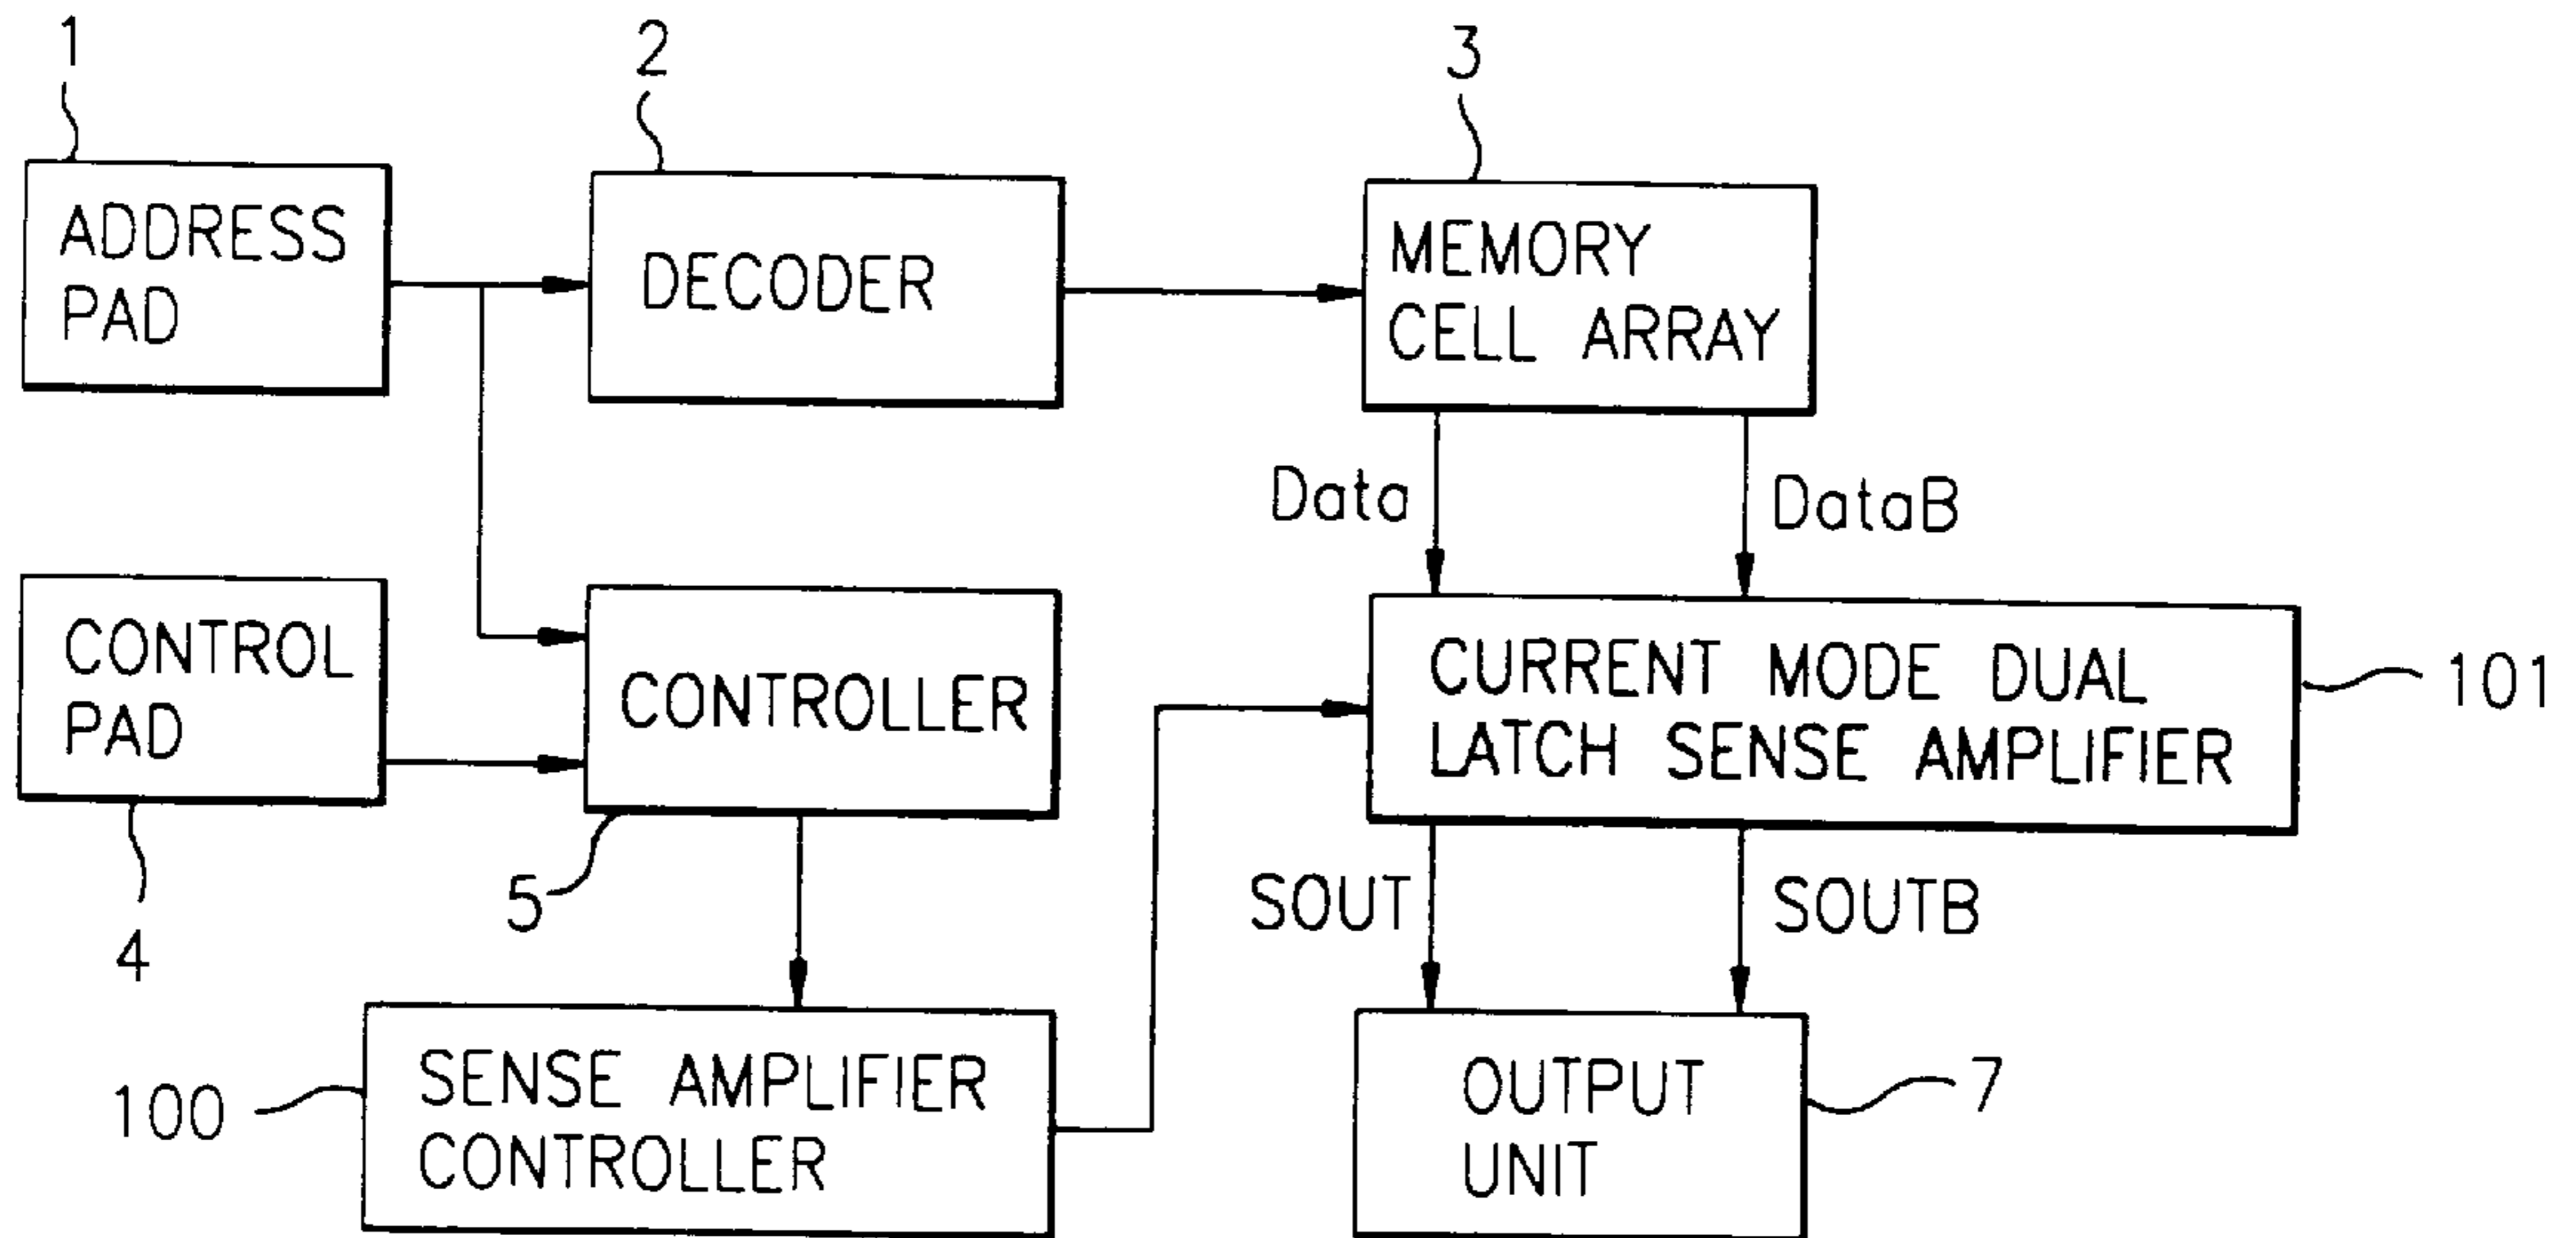 1
2
3
ADDRESS
PAD
DECODER
MEMORY
CELL ARRAY
Data
DataB
CONTROL
PAD
CONTROLLER
CURRENT MODE DUAL
LATCH SENSE AMPLIFIER
101
4
5
SOUT
SOUTB
100
SENSE AMPLIFIER
CONTROLLER
OUTPUT
UNIT
7